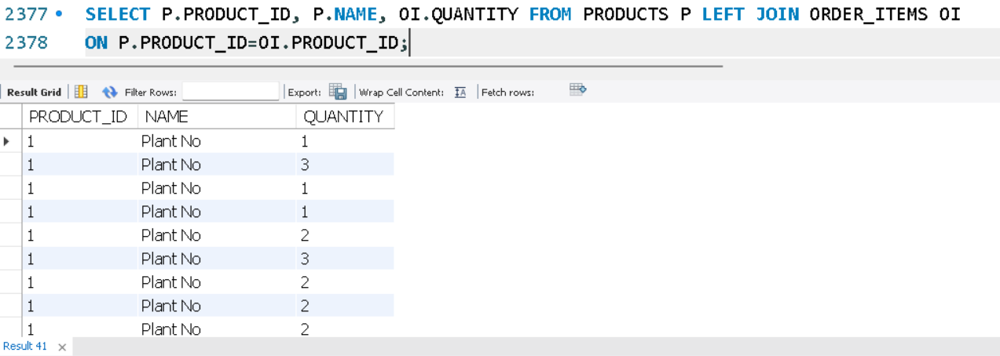 2377 SELECT P.PRODUCT_ID, P.NAME, OI.QUANTITY FROM PRODUCTS P LEFT JOIN ORDER_ITEMS OI
2378 ON P.PRODUCT_ID=OI.PRODUCT_ID;
Result Grid Filter Rows: Export: Wrap Cell Content: IA Fetch rows:
PRODUCT_ID NAME QUANTITY
1 Plant No 1
1 Plant No 3
1 Plant No 1
1 Plant No 1
1 Plant No 2
1 Plant No 3
1 Plant No 2
1 Plant No 2
1 Plant No 2
Result 41 ×